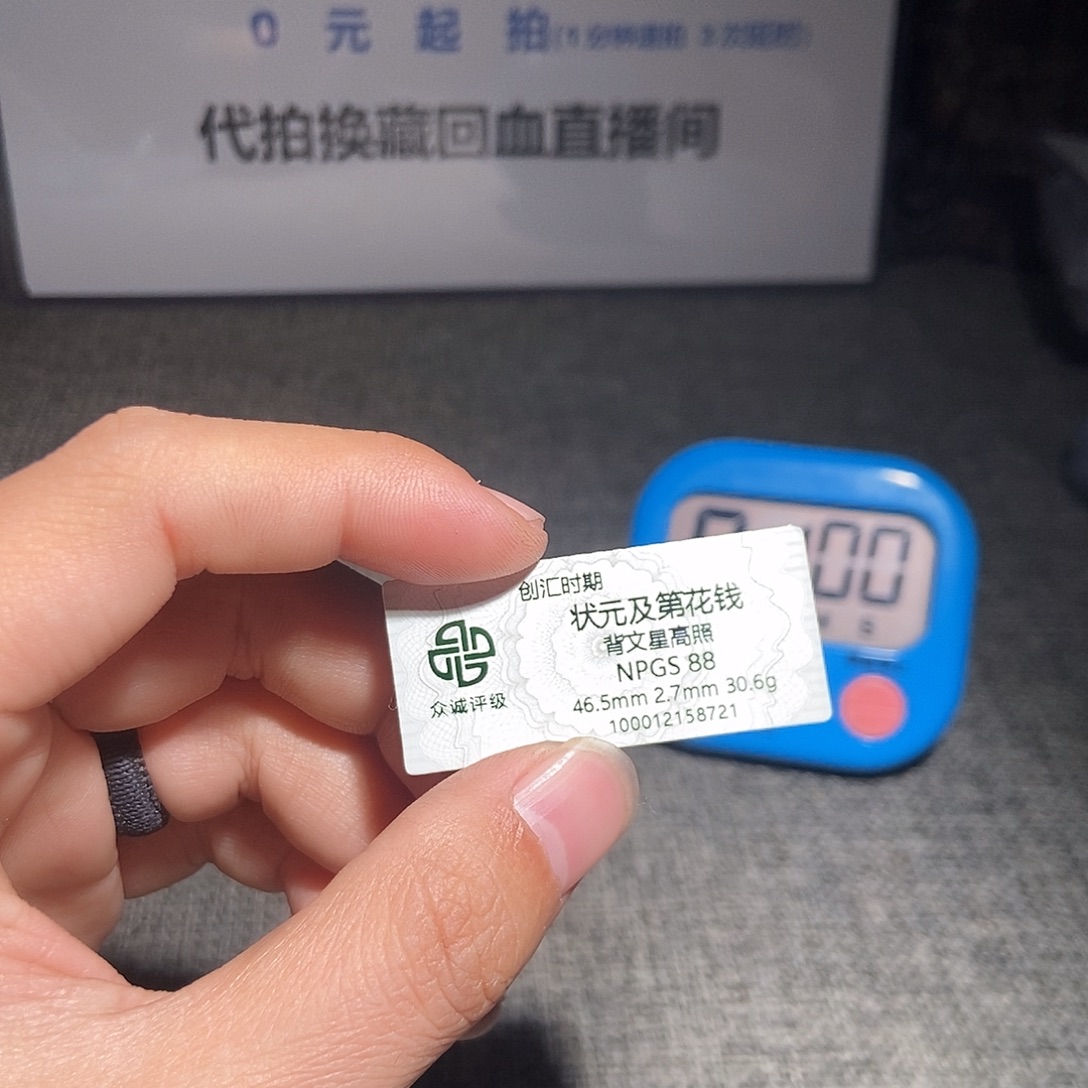 0 元 起 拍
代拍换藏回血直播间
创汇时期
状元及第花钱
背文星高照
NPGS 88
46.5mm 2.7mm 30.6g
100012158721
众诚评级